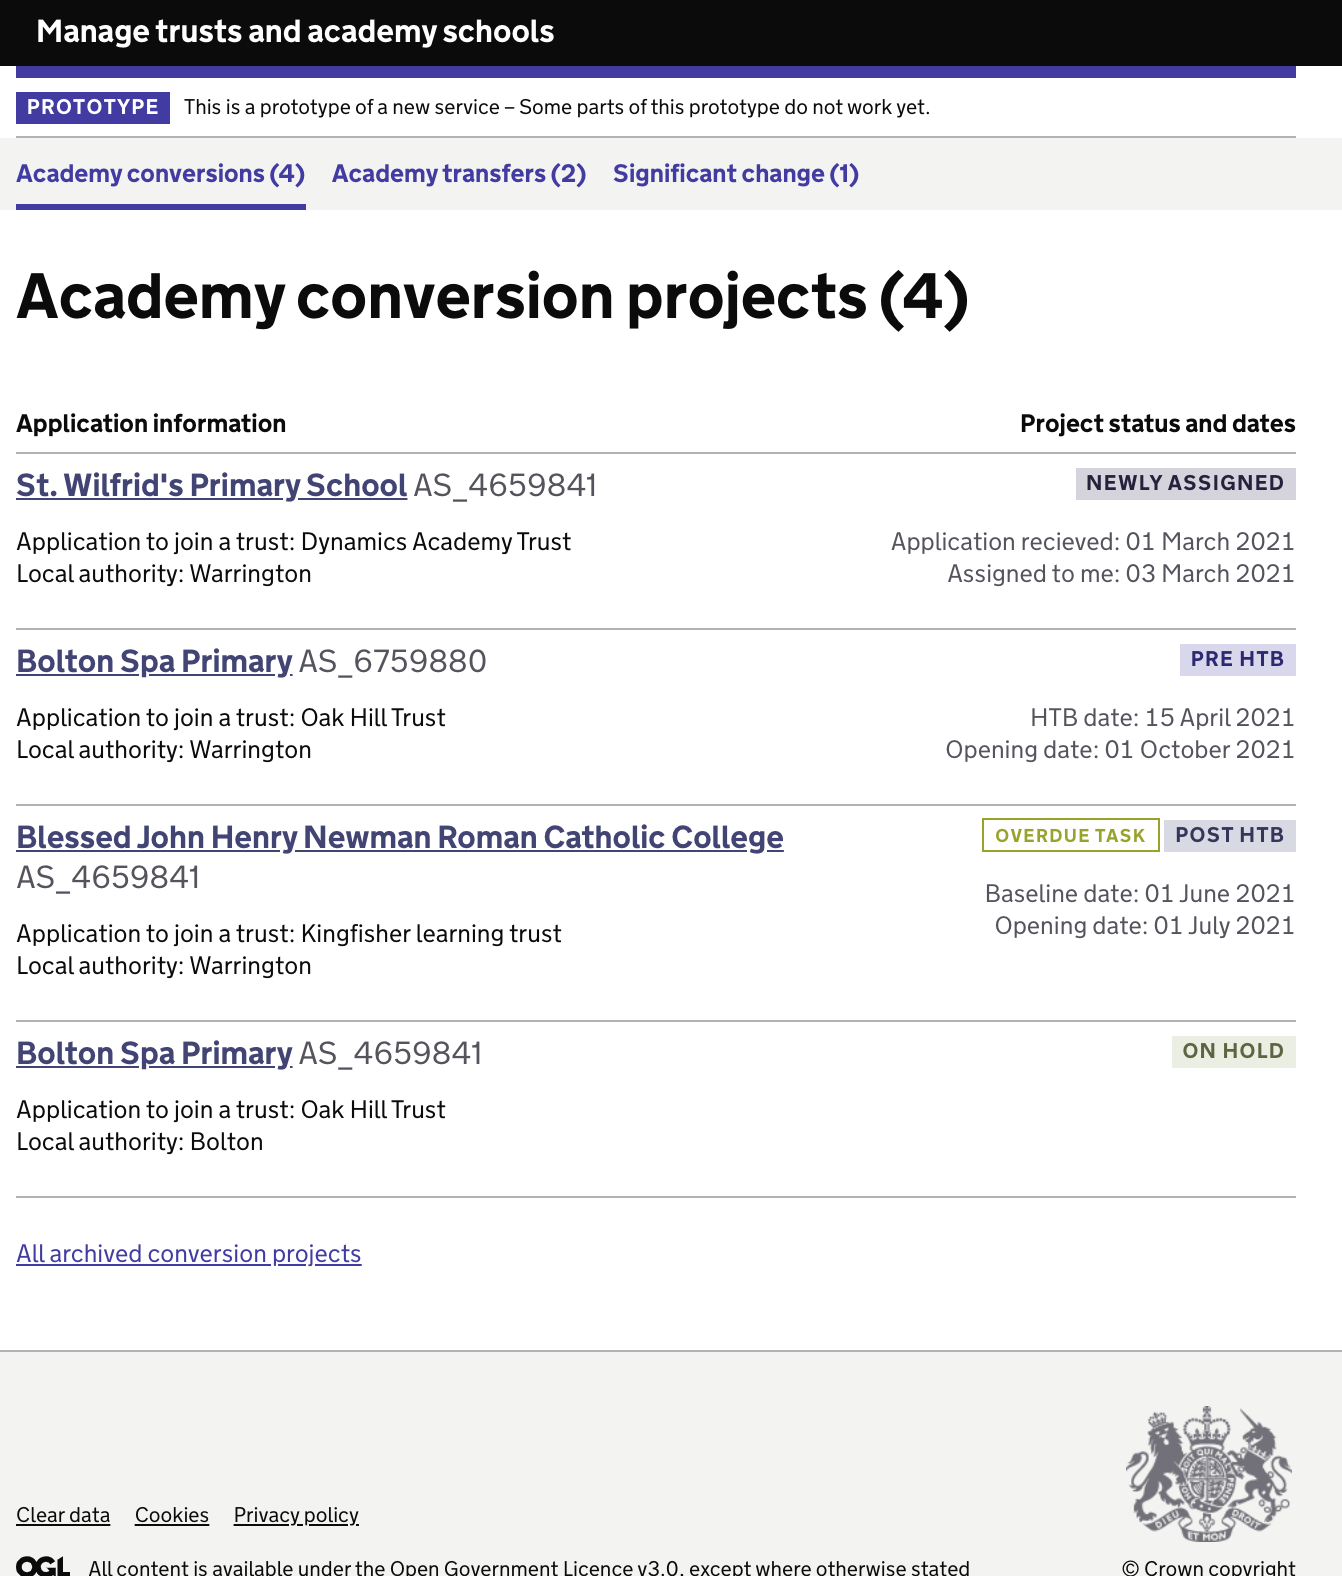 Manage trusts and academy schools
PROTOTYPE This is a prototype of a new service – Some parts of this prototype do not work yet.
Academy conversions (4) Academy transfers (2) Significant change (1)
Academy conversion projects (4)
Application information Project status and dates
St. Wilfrid's Primary School AS_4659841 NEWLY ASSIGNED
Application to join a trust: Dynamics Academy Trust Application recieved: 01 March 2021
Local authority: Warrington Assigned to me: 03 March 2021
Bolton Spa Primary AS_6759880 PRE HTB
Application to join a trust: Oak Hill Trust HTB date: 15 April 2021
Local authority: Warrington Opening date: 01 October 2021
Blessed John Henry Newman Roman Catholic College OVERDUE TASK POST HTB
AS_4659841 Baseline date: 01 June 2021
Application to join a trust: Kingfisher learning trust Opening date: 01 July 2021
Local authority: Warrington
Bolton Spa Primary AS_4659841 ON HOLD
Application to join a trust: Oak Hill Trust
Local authority: Bolton
All archived conversion projects
Clear data Cookies Privacy policy
DIEU ET MON DROIT
OGL All content is available under the Open Government Licence v3.0, except where otherwise stated © Crown copyright